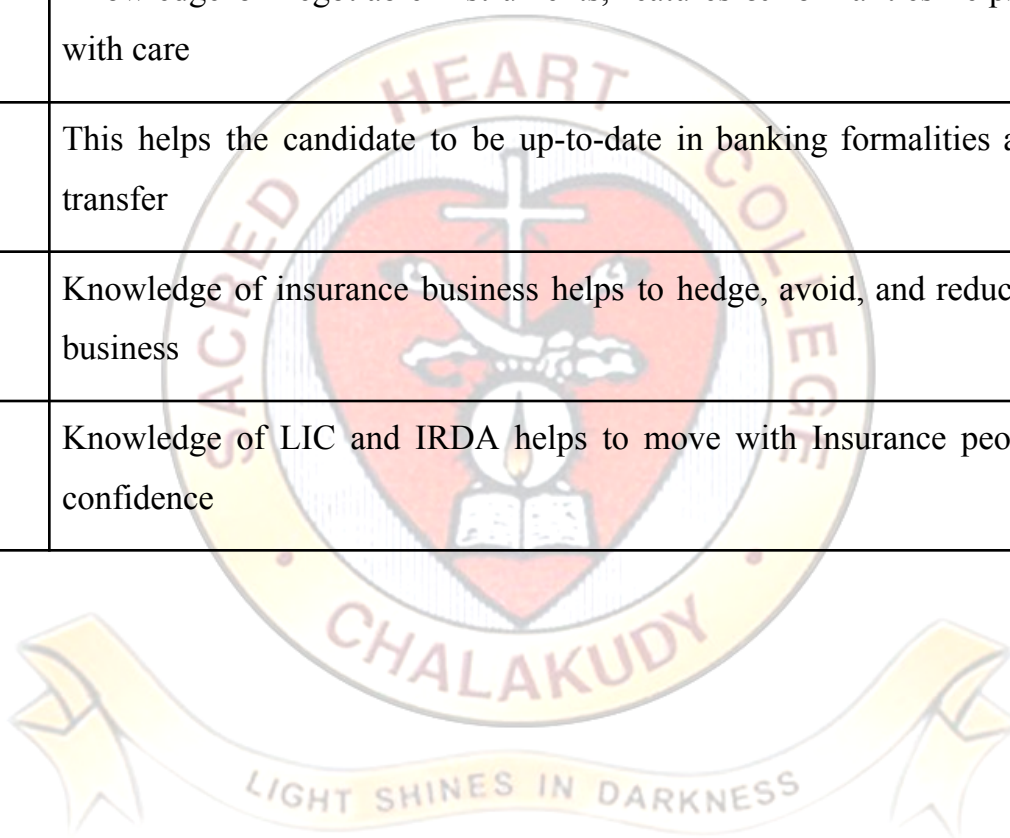 with care
This helps the candidate to be up-to-date in banking formalities
transfer
Knowledge of insurance business helps to hedge, avoid, and
business
Knowledge of LIC and IRDA helps to move with Insurance
confidence
SACRED HEART COLLEGE
CHALAKUDY
LIGHT SHINES IN DARKNESS